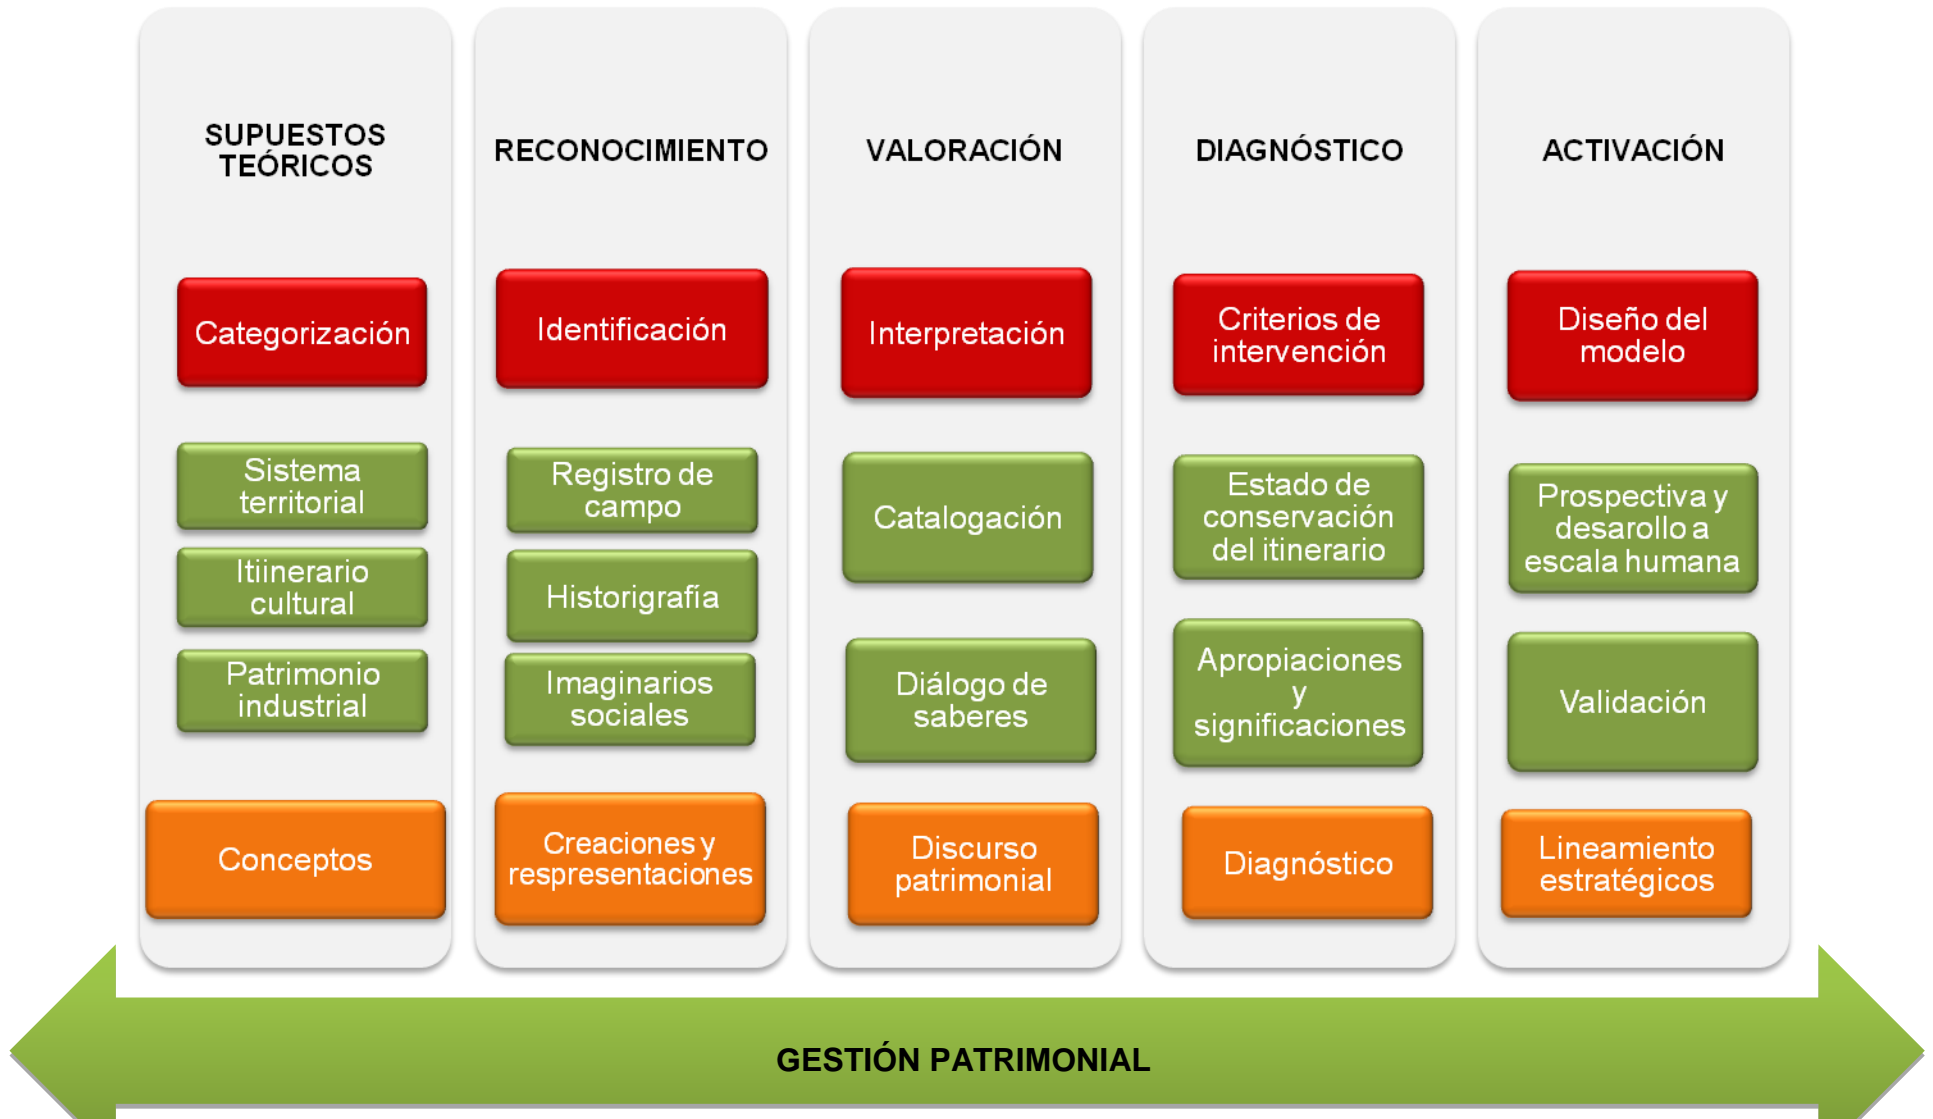 SUPUESTOS
TEÓRICOS
Categorización
Sistema
territorial
Itiinerario
cultural
Patrimonio
industrial
Conceptos
RECONOCIMIENTO
Identificación
Registro de
campo
Historigrafía
Imaginarios
sociales
Creaciones y
respresentaciones
VALORACIÓN
Interpretación
Catalogación
Diálogo de
saberes
Discurso
patrimonial
DIAGNÓSTICO
Criterios de
intervención
Estado de
conservación
del itinerario
Apropiaciones
y
significaciones
Diagnóstico
ACTIVACIÓN
Diseño del
modelo
Prospectiva y
desarollo a
escala humana
Validación
Lineamiento
estratégicos
GESTIÓN PATRIMONIAL